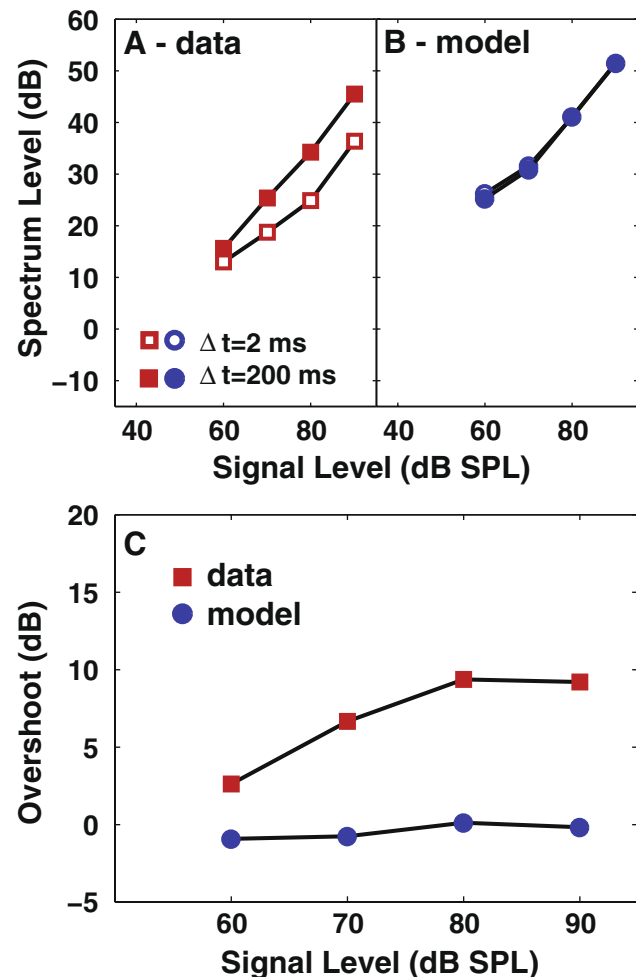 A - data
B - model
Spectrum Level (dB)
60
50
40
30
20
10
0
−10
Δ t=2 ms
Δ t=200 ms
40 60 80 40 60 80
Signal Level (dB SPL)
C
data
model
Overshoot (dB)
20
15
10
5
0
−5
60 70 80 90
Signal Level (dB SPL)